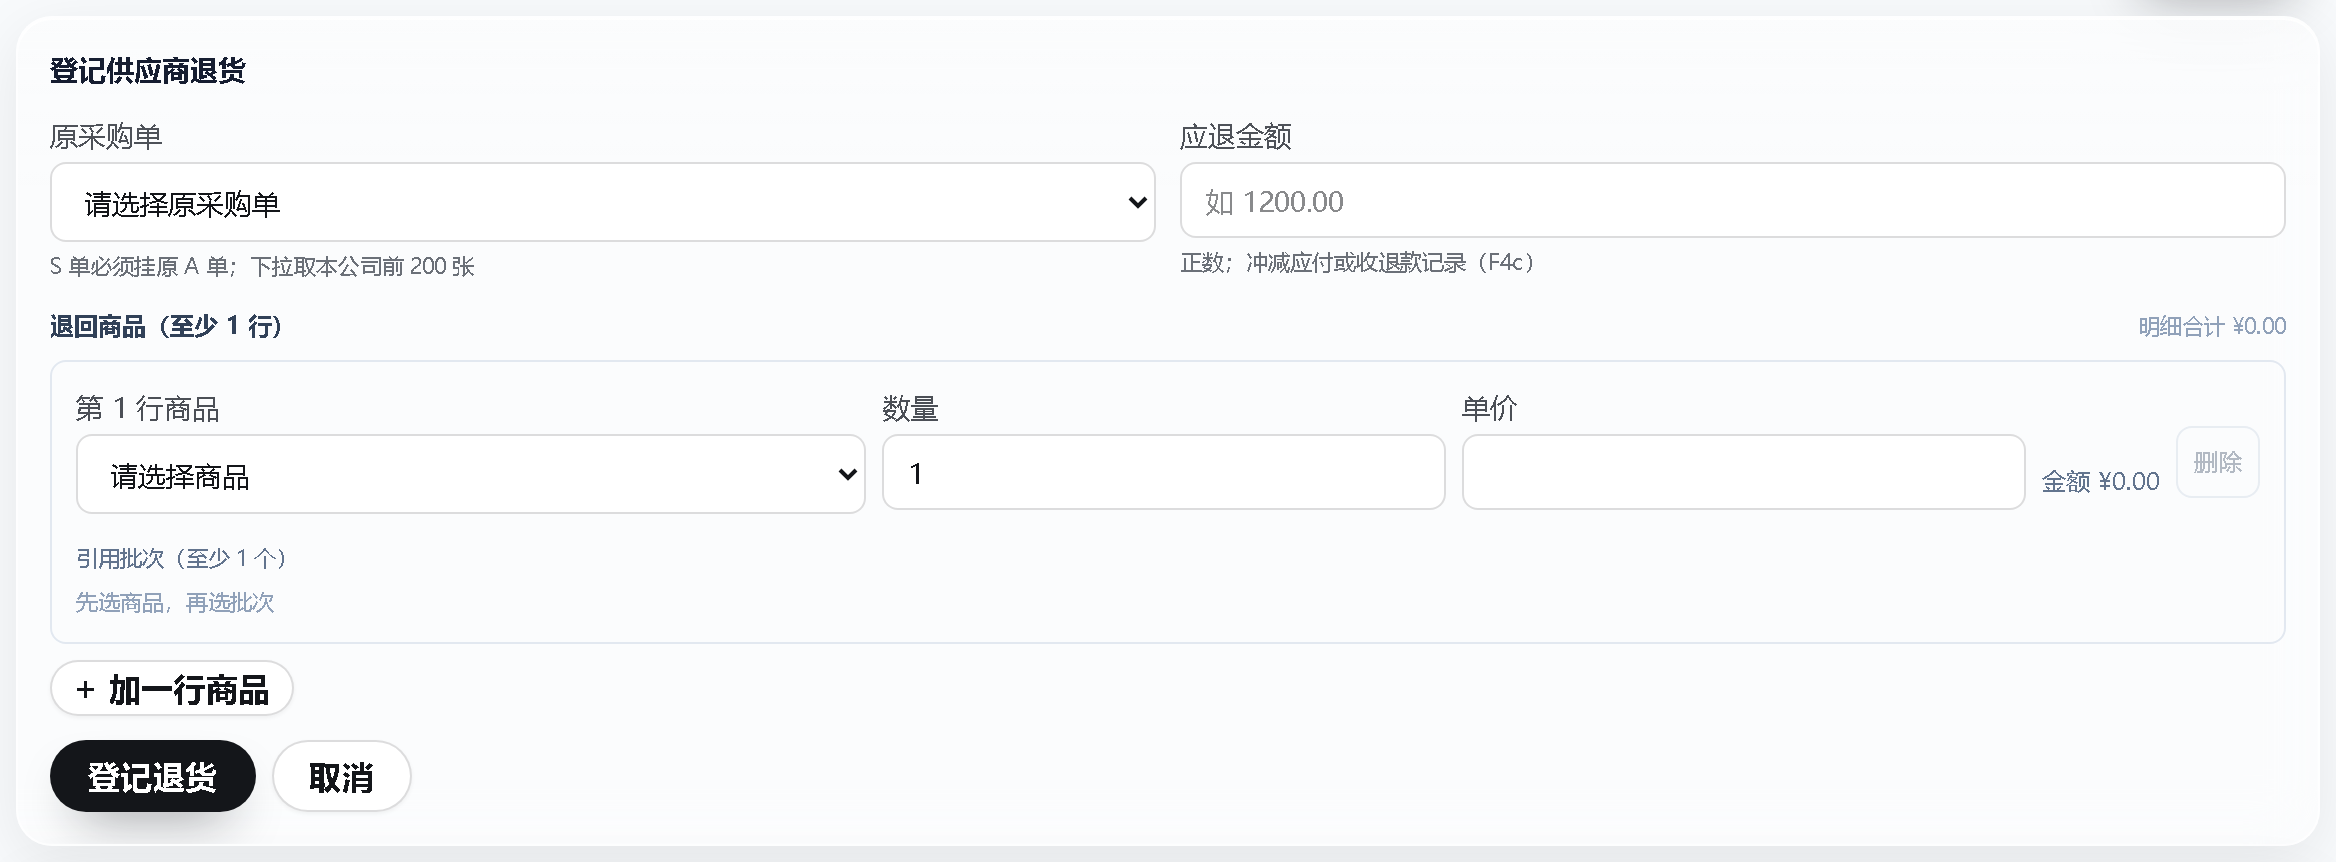 登记供应商退货
原采购单
应退金额
请选择原采购单
如 1200.00
S 单必须挂原 A 单；下拉取本公司前 200 张
正数；冲减应付或收退款记录（F4c）
退回商品（至少 1 行）
明细合计 ¥0.00
第 1 行商品
数量
单价
请选择商品
1
金额 ¥0.00
删除
引用批次（至少 1 个）
先选商品，再选批次
+ 加一行商品
登记退货
取消